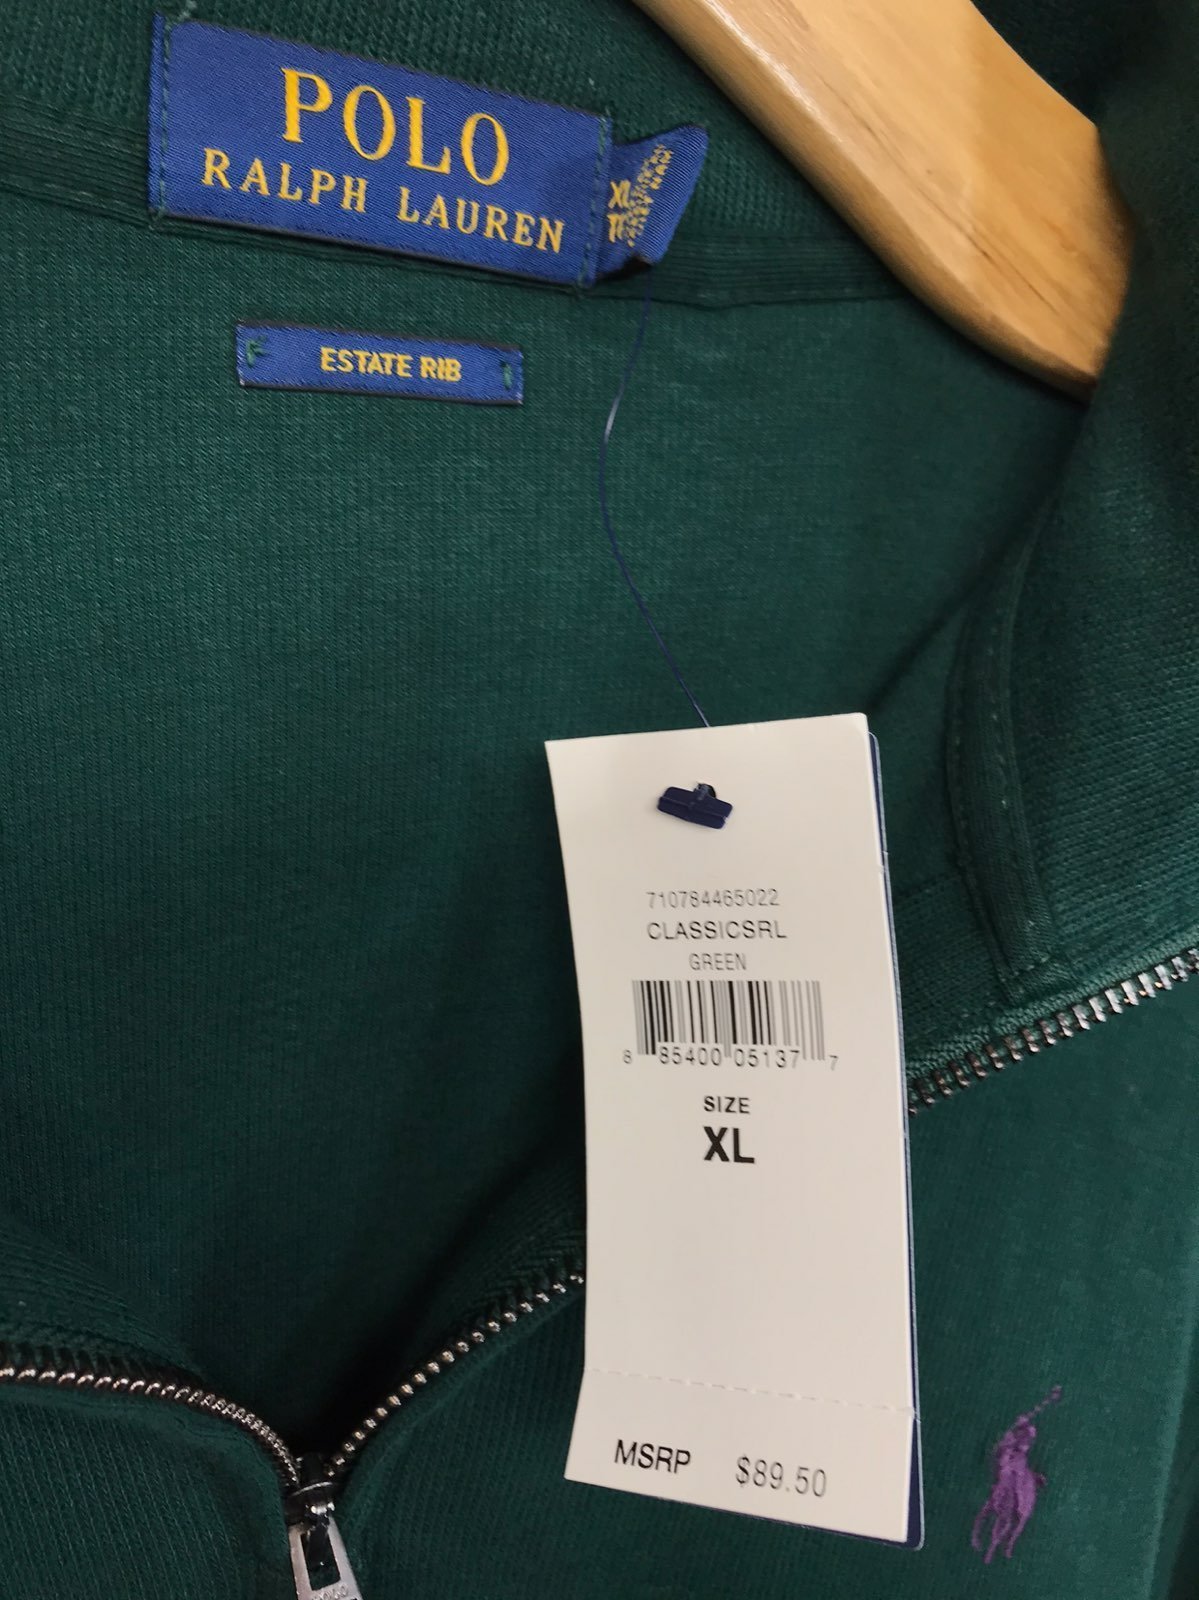 POLO
RALPH LAUREN
XL
ESTATE RIB
710784465022
CLASSICSRL
GREEN
8 85400 05137 7
SIZE
XL
MSRP $89.50